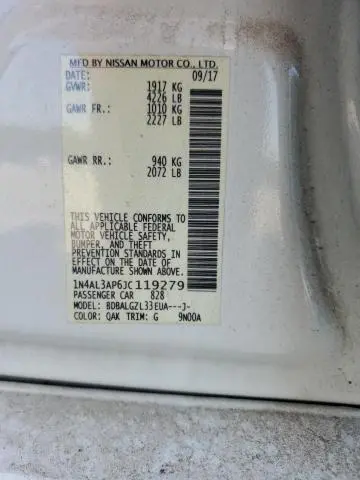 MFD BY NISSAN MOTOR CO., LTD.
DATE: 09/17
GVWR: 1917 KG
4226 LB
GAWR FR.: 1010 KG
2227 LB
GAWR RR.: 940 KG
2072 LB
THIS VEHICLE CONFORMS TO
ALL APPLICABLE FEDERAL
MOTOR VEHICLE SAFETY,
BUMPER, AND THEFT
PREVENTION STANDARDS
IN EFFECT ON THE DATE OF
MANUFACTURE SHOWN ABOVE.
1N4AL3AP6JC119279
PASSENGER CAR 828
MODEL: BDBALGZL33EUA---J-
COLOR: QAK TRIM: G 9N00A